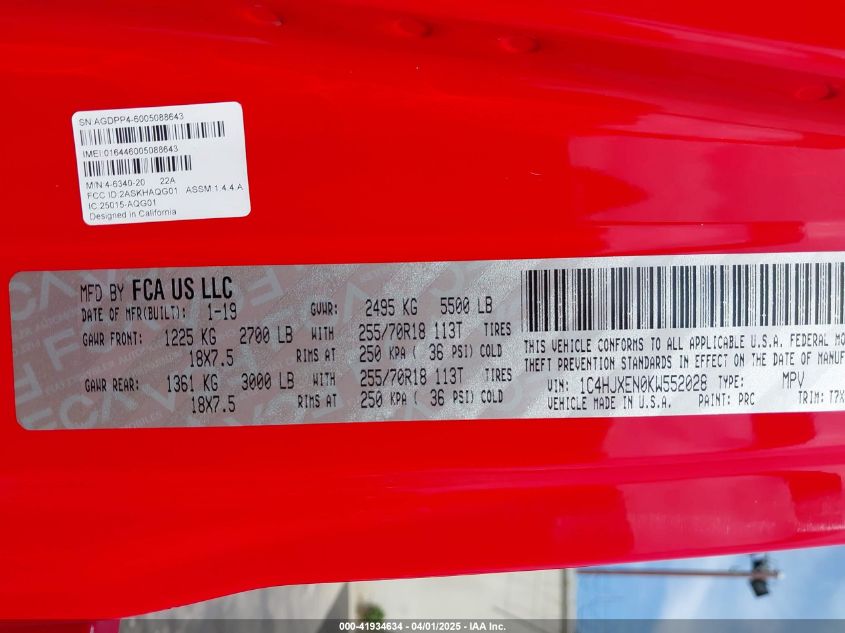 SN:AGDPP4-6005088643
IMEI:016446005088643
M/N:4-6340-20 22A
FCC ID:2ASKHAQG01 ASSM:1.4.4.A
IC:25015-AQG01
Designed in California
MFD BY FCA US LLC
DATE OF MFR(BUILT): 1-19 GVWR: 2495 KG 5500 LB
GAWR FRONT: 1225 KG 2700 LB WITH 255/70R18 113T TIRES
18X7.5 RIMS AT 250 KPA ( 36 PSI) COLD
GAWR REAR: 1361 KG 3000 LB WITH 255/70R18 113T TIRES
18X7.5 RIMS AT 250 KPA ( 36 PSI) COLD
THIS VEHICLE CONFORMS TO ALL APPLICABLE U.S.A. FEDERAL MO
THEFT PREVENTION STANDARDS IN EFFECT ON THE DATE OF MANUF
VIN: 1C4HJXEN0KW552028 TYPE: MPV
VEHICLE MADE IN U.S.A. PAINT: PRC TRIM: T7X
000-41934634 - 04/01/2025 - IAA Inc.